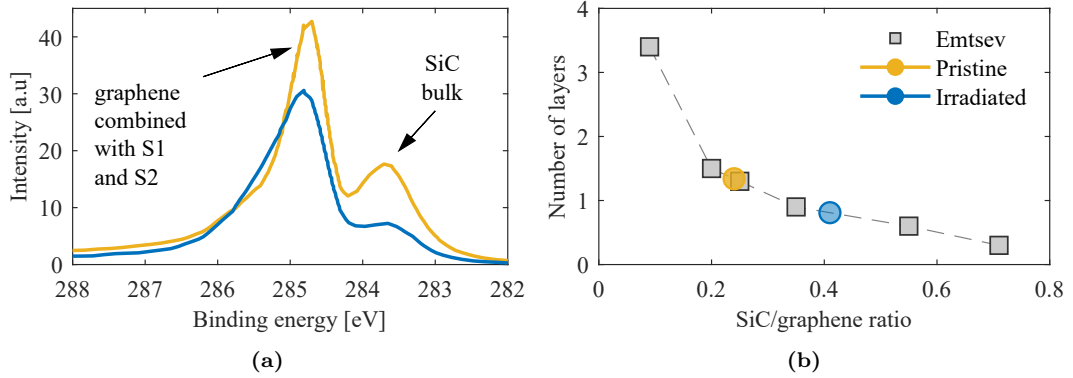 40
30
20
10
0
Intensity [a.u]
graphene
combined
with S1
and S2
SiC
bulk
288 287 286 285 284 283 282
Binding energy [eV]
(a)
4
3
2
1
0
Number of layers
Emtsev
Pristine
Irradiated
0 0.2 0.4 0.6 0.8
SiC/graphene ratio
(b)